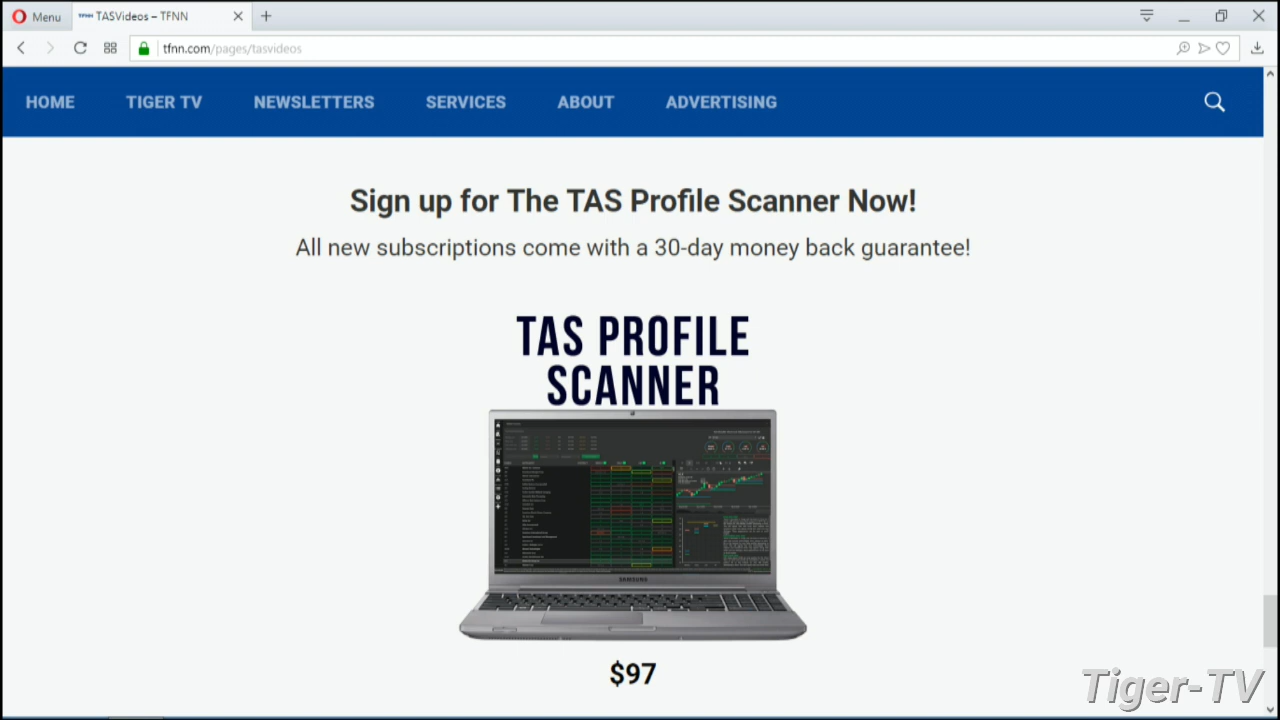 Menu
TFNN TASVideos – TFNN
tfnn.com/pages/tasvideos
HOME TIGER TV NEWSLETTERS SERVICES ABOUT ADVERTISING
Sign up for The TAS Profile Scanner Now!
All new subscriptions come with a 30-day money back guarantee!
TAS PROFILE
SCANNER
SAMSUNG
$97
Tiger-TV